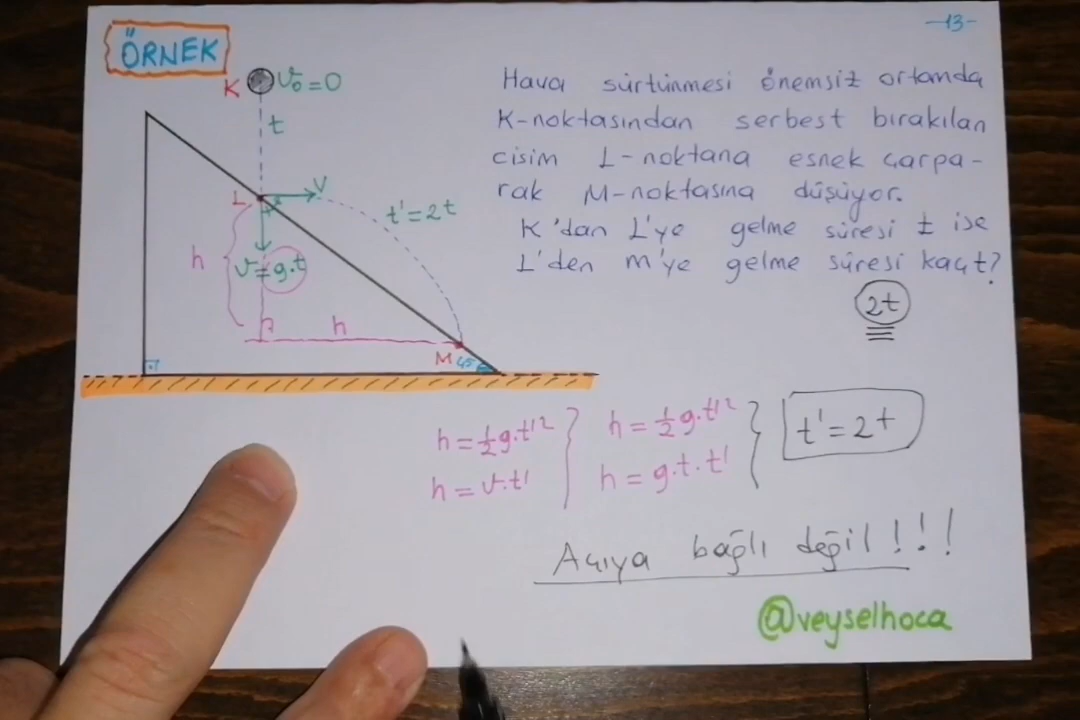 -13-
ÖRNEK
K V₀=0
t
L V
t'=2t
h
V=g.t
h
M 45
Hava sürtünmesi önemsiz ortamda
K-noktasından serbest bırakılan
cisim L-noktana esnek çarpa-
rak M-noktasına düşüyor.
K'dan L'ye gelme süresi t ise
L'den M'ye gelme süresi kaç t?
2t
h=½g.t'²
h=v.t'
h=½g.t'²
h=g.t.t'
t'=2t
Açıya bağlı değil!!!
@veyselhoca